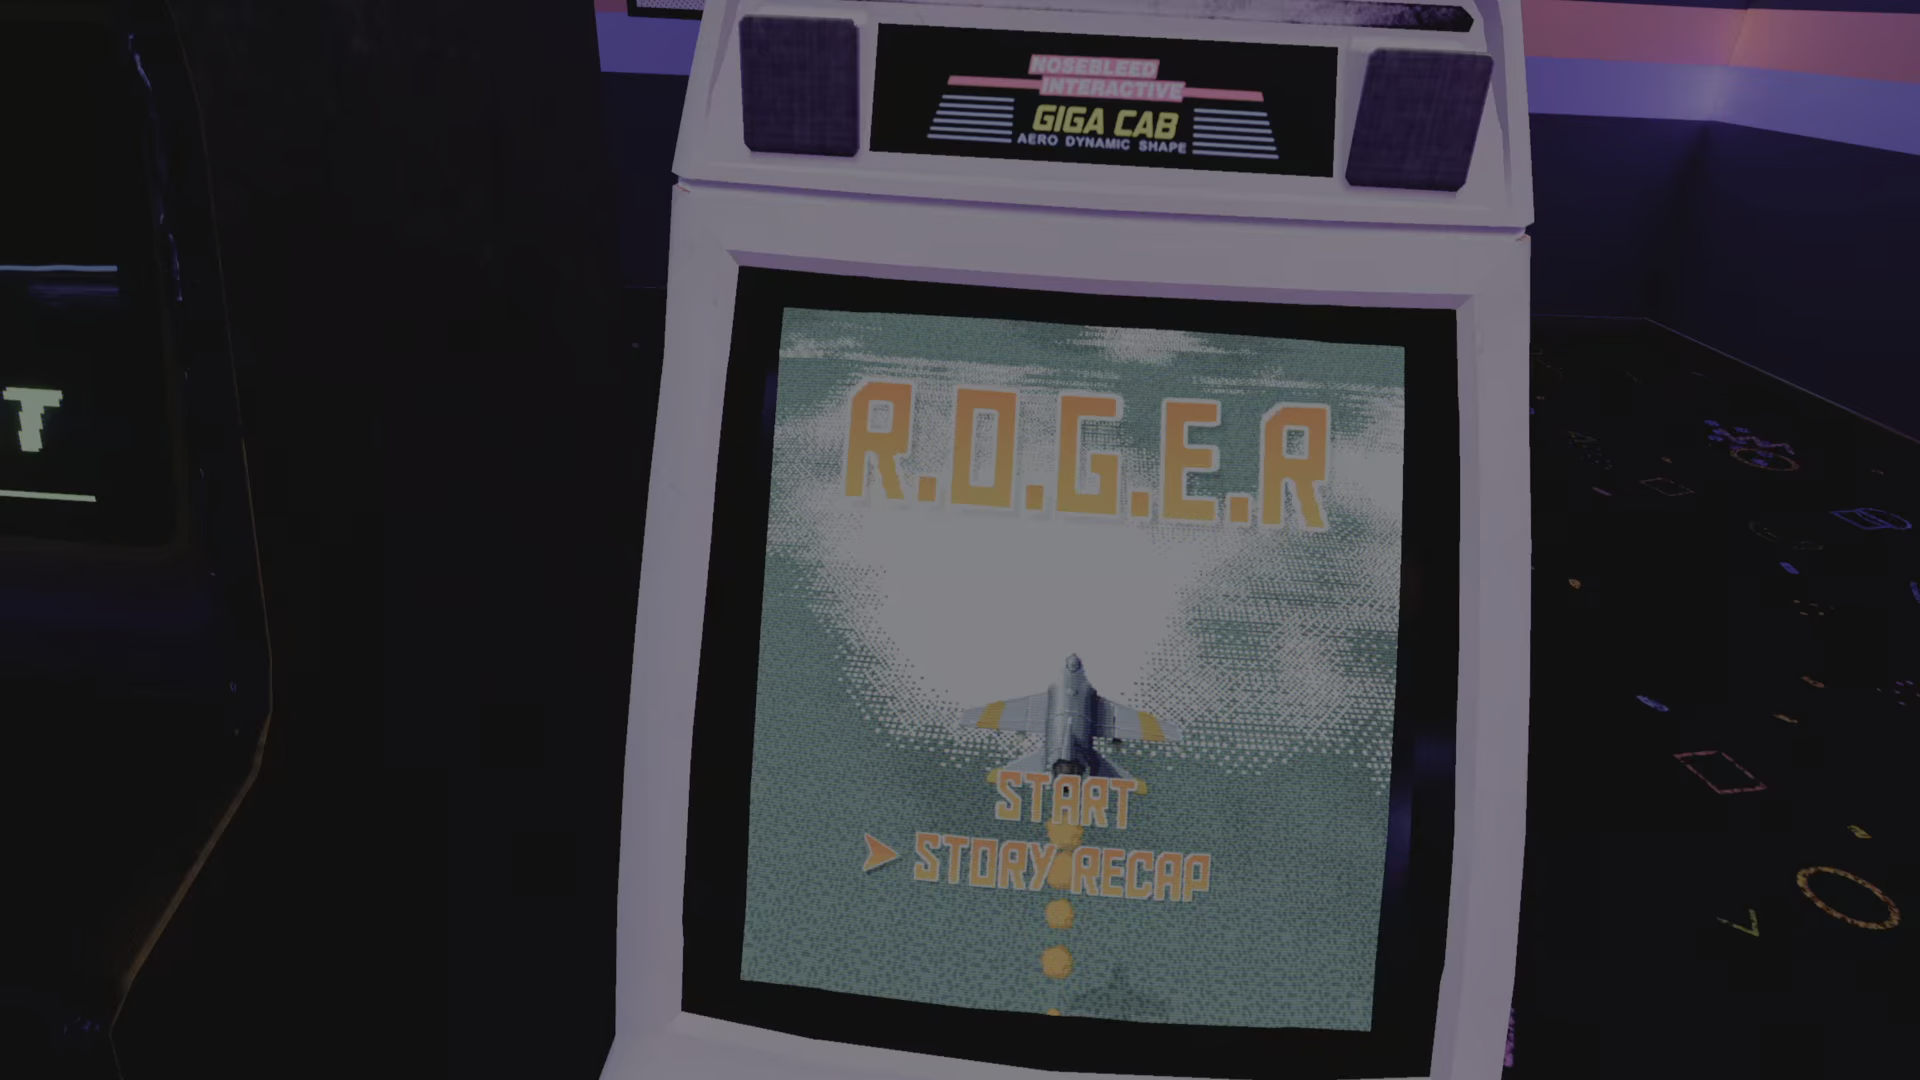 NOSEBLEED
INTERACTIVE
GIGA CAB
AERO DYNAMIC SHAPE
R.O.G.E.R
START
STORY RECAP
T